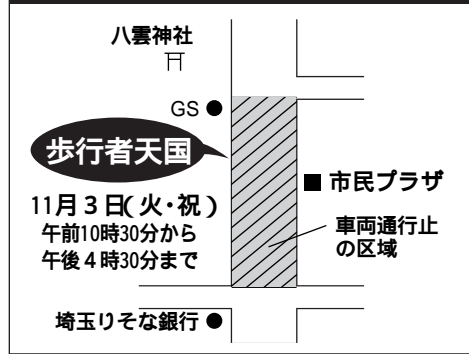 八雲神社
GS
歩行者天国
11月3日(火・祝)
午前10時30分から
午後4時30分まで
市民プラザ
車両通行止
の区域
埼玉りそな銀行